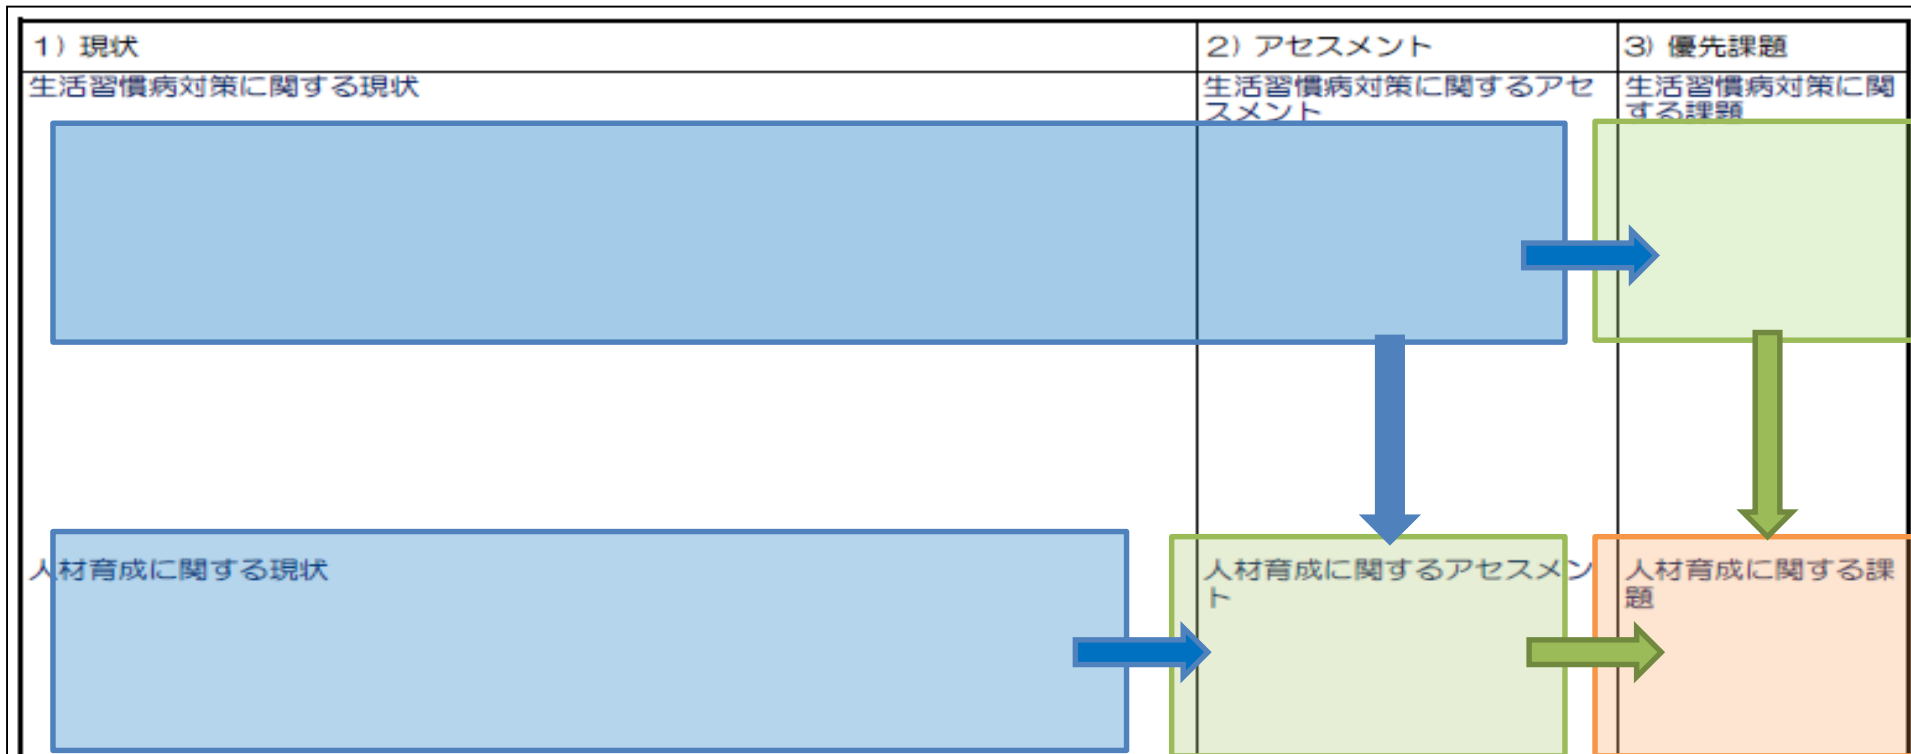 1）現状
2）アセスメント
3）優先課題
生活習慣病対策に関する現状
生活習慣病対策に関するアセ
スメント
生活習慣病対策に関
する課題
人材育成に関する現状
人材育成に関するアセスメン
ト
人材育成に関する課
題